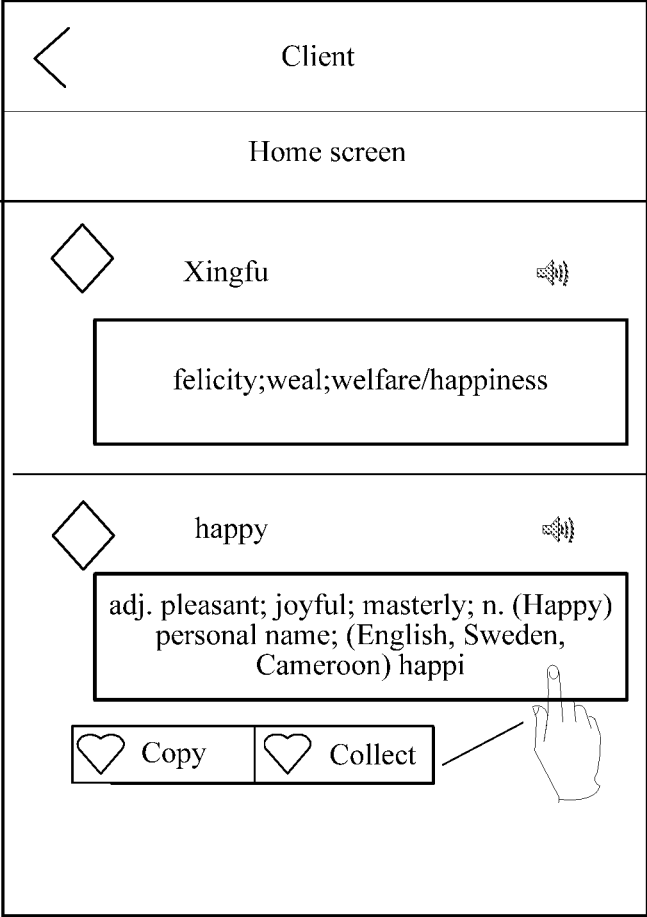 Client
Home screen
Xingfu
felicity;weal;welfare/happiness
happy
adj. pleasant; joyful; masterly; n. (Happy)
personal name; (English, Sweden,
Cameroon) happi
Copy
Collect